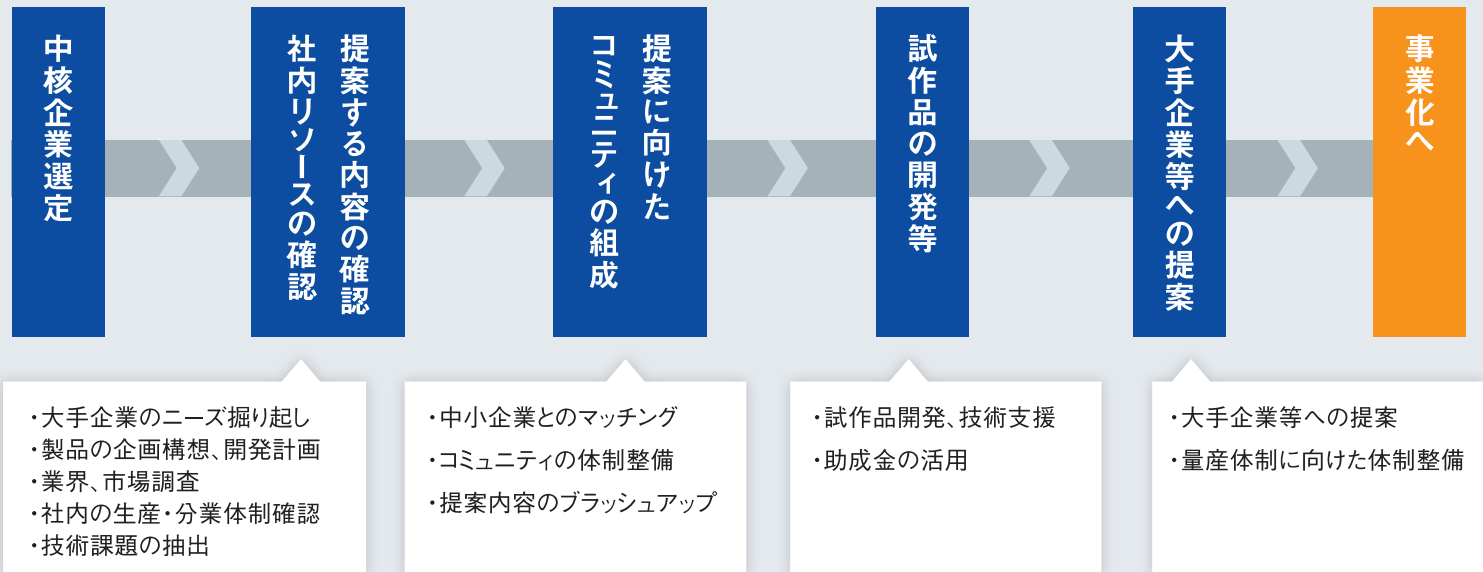 中核企業選定
提案する内容の確認
社内リソースの確認
提案に向けた
コミュニティの組成
試作品の開発等
大手企業等への提案
事業化へ
・大手企業のニーズ掘り起し
・製品の企画構想、開発計画
・業界、市場調査
・社内の生産・分業体制確認
・技術課題の抽出
・中小企業とのマッチング
・コミュニティの体制整備
・提案内容のブラッシュアップ
・試作品開発、技術支援
・助成金の活用
・大手企業等への提案
・量産体制に向けた体制整備